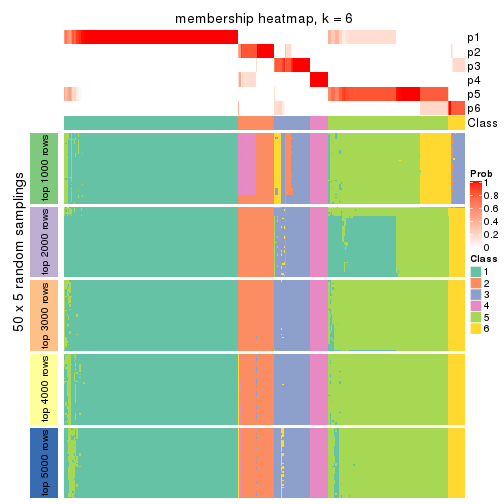 membership heatmap, k = 6
p1
p2
p3
p4
p5
p6
Class
50 x 5 random samplings
top 1000 rows
top 2000 rows
top 3000 rows
top 4000 rows
top 5000 rows
Prob
1
0.8
0.6
0.4
0.2
0
Class
1
2
3
4
5
6